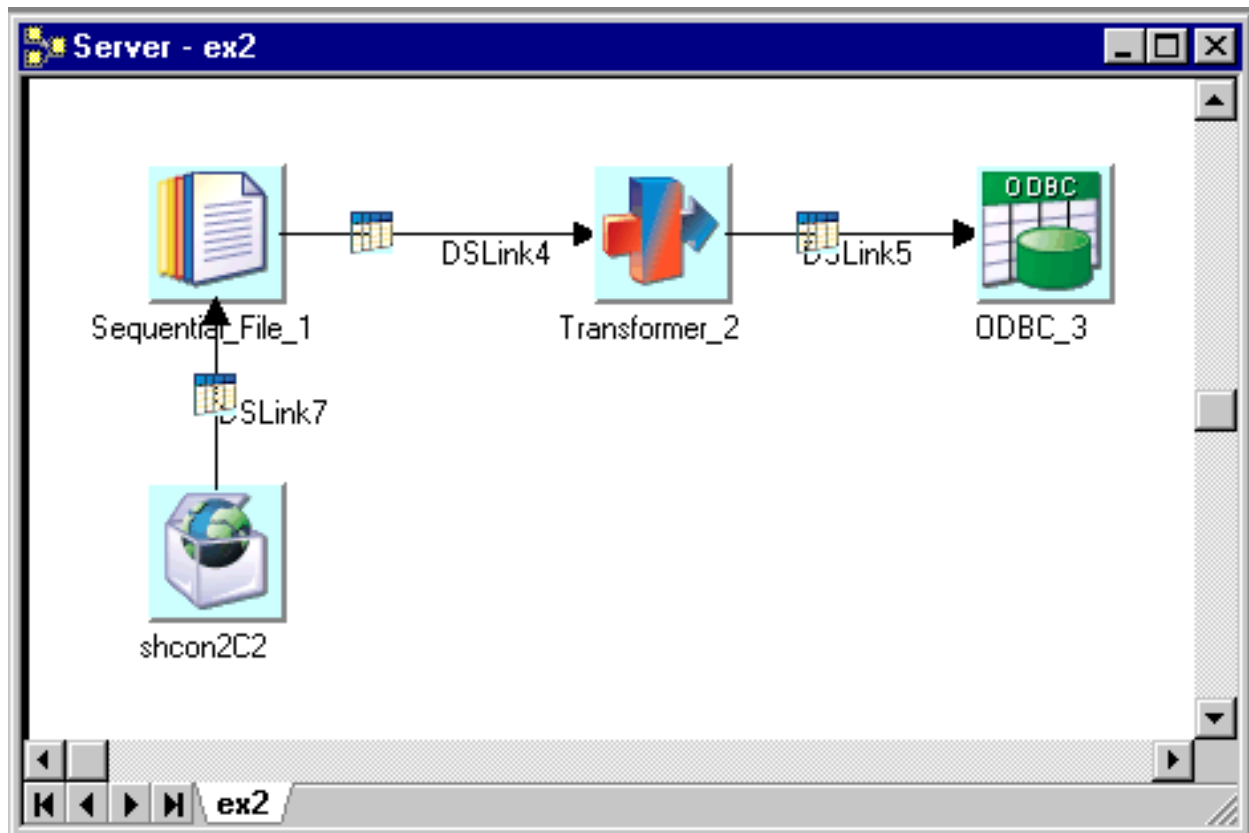 Server - ex2
ODBC
DSLink4
DSLink5
Sequential_File_1
Transformer_2
ODBC_3
DSLink7
shcon2C2
ex2